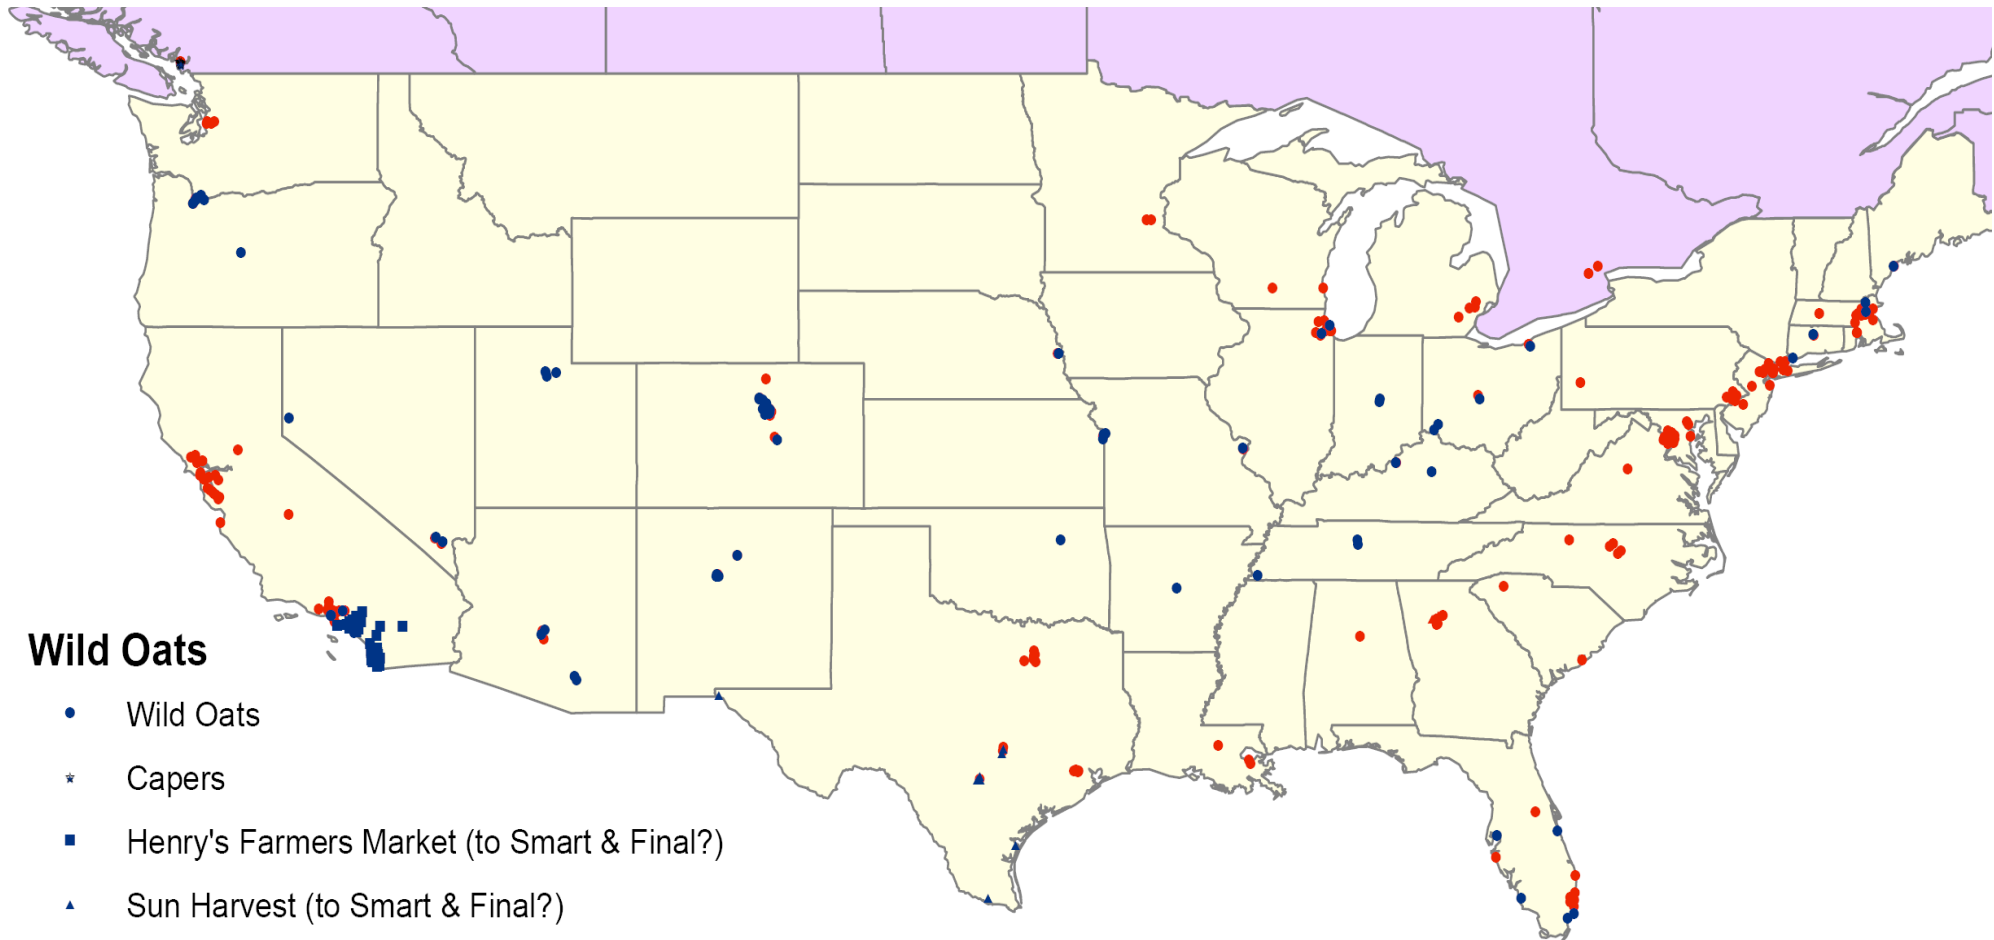 Wild Oats
Wild Oats
Capers
Henry's Farmers Market (to Smart & Final?)
Sun Harvest (to Smart & Final?)